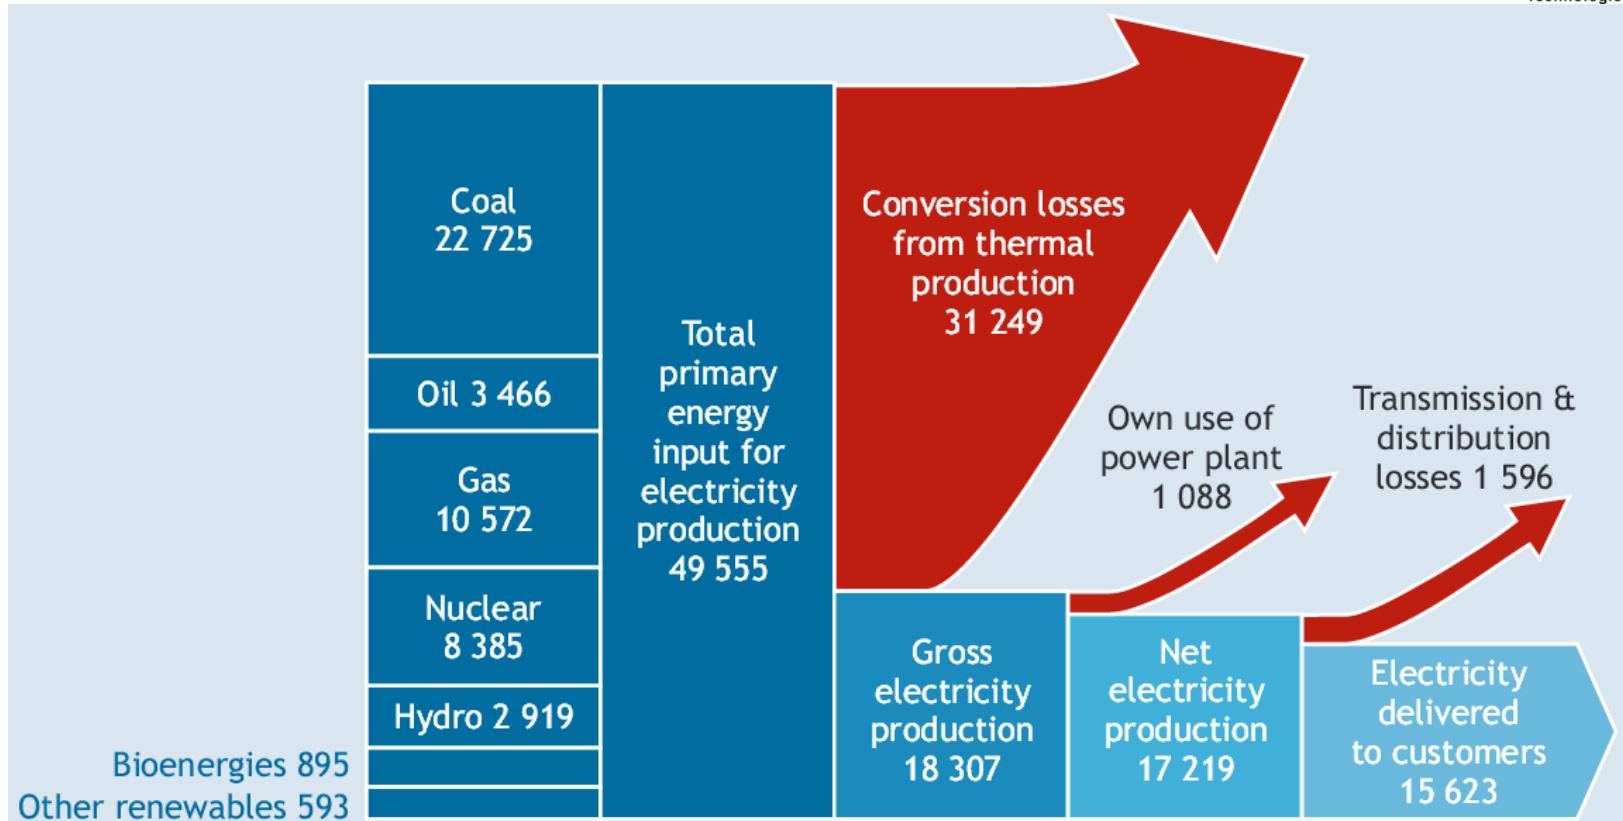 Coal
22 725
Oil 3 466
Gas
10 572
Nuclear
8 385
Hydro 2 919
Bioenergies 895
Other renewables 593
Total
primary
energy
input for
electricity
production
49 555
Conversion losses
from thermal
production
31 249
Own use of
power plant
1 088
Transmission &
distribution
losses 1 596
Gross
electricity
production
18 307
Net
electricity
production
17 219
Electricity
delivered
to customers
15 623